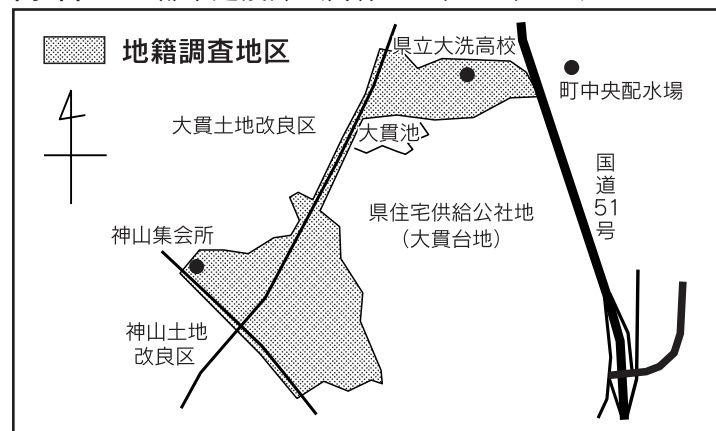 地籍調査地区
県立大洗高校
町中央配水場
大貫土地改良区
大貫池
国道51号
県住宅供給公社地
（大貫台地）
神山集会所
神山土地
改良区